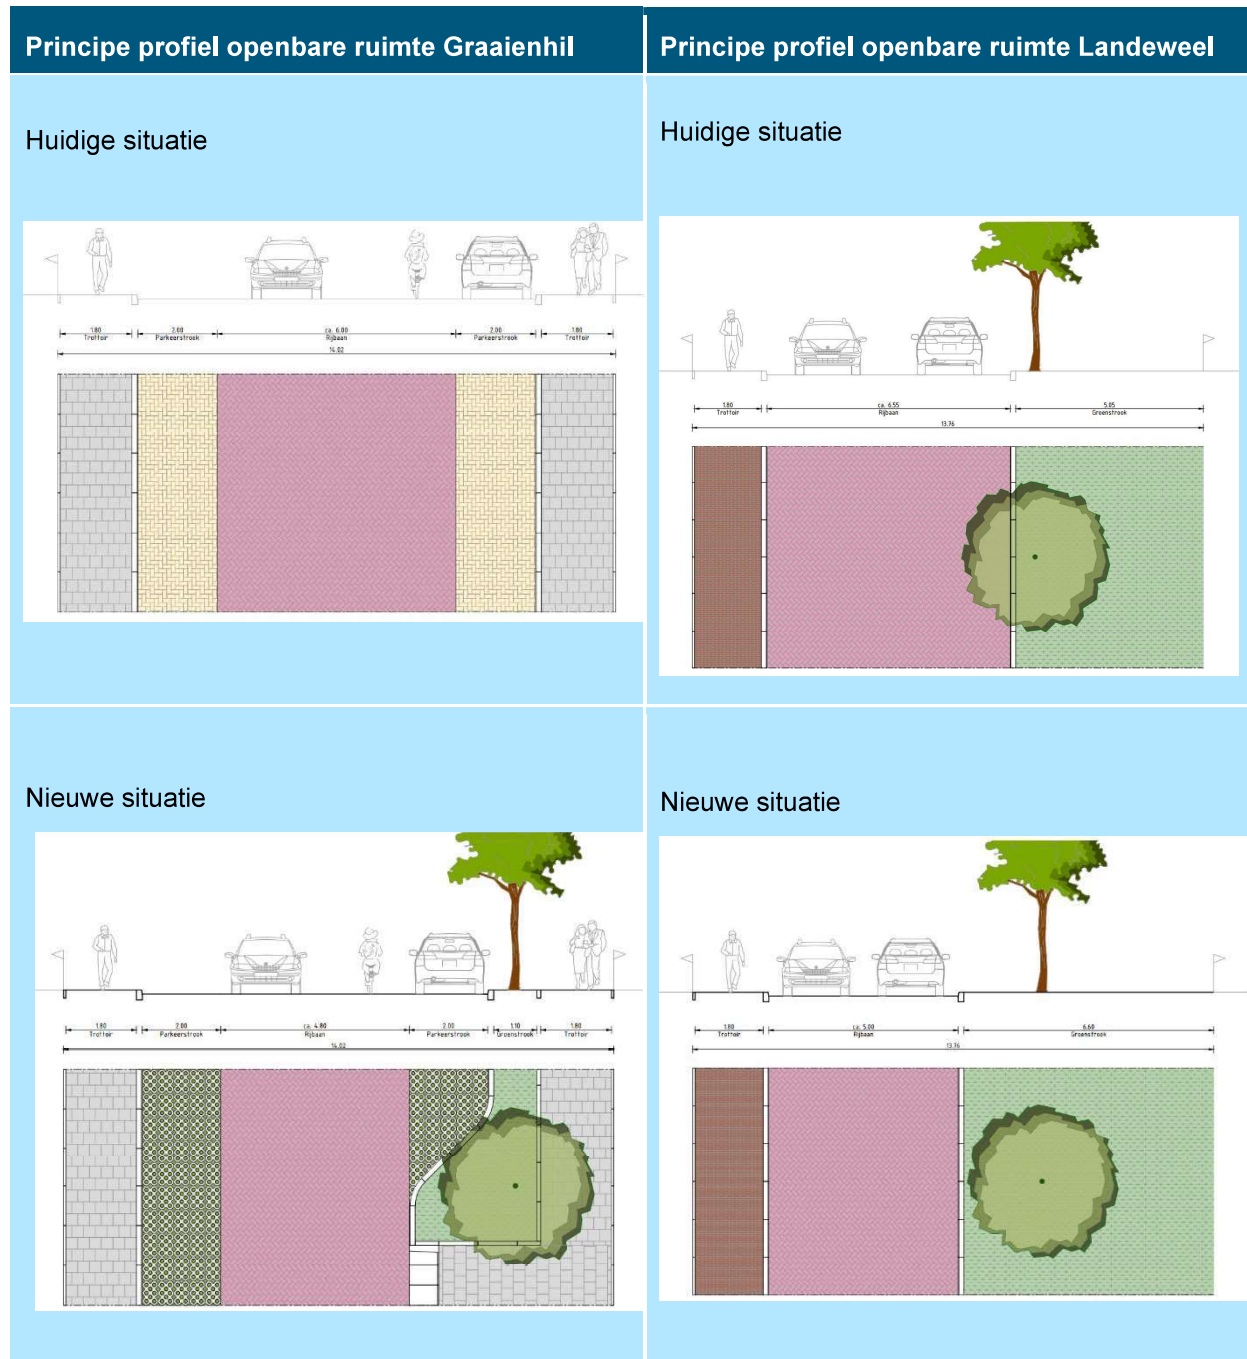 Principe profiel openbare ruimte Graaienhil
Huidige situatie
1.80 2.00 ca. 6.00 2.00 1.80
Trottoir Parkeerstrook Rijbaan Parkeerstrook Trottoir
14.02
Principe profiel openbare ruimte Landeweel
Huidige situatie
1.80 ca. 6.55 5.05
Trottoir Rijbaan Groenstrook
13.76
Nieuwe situatie
1.80 2.00 ca. 4.80 2.00 1.10 1.80
Trottoir Parkeerstrook Rijbaan Parkeerstrook Groenstrook Trottoir
14.02
Nieuwe situatie
1.80 ca. 5.00 6.60
Trottoir Rijbaan Groenstrook
13.76